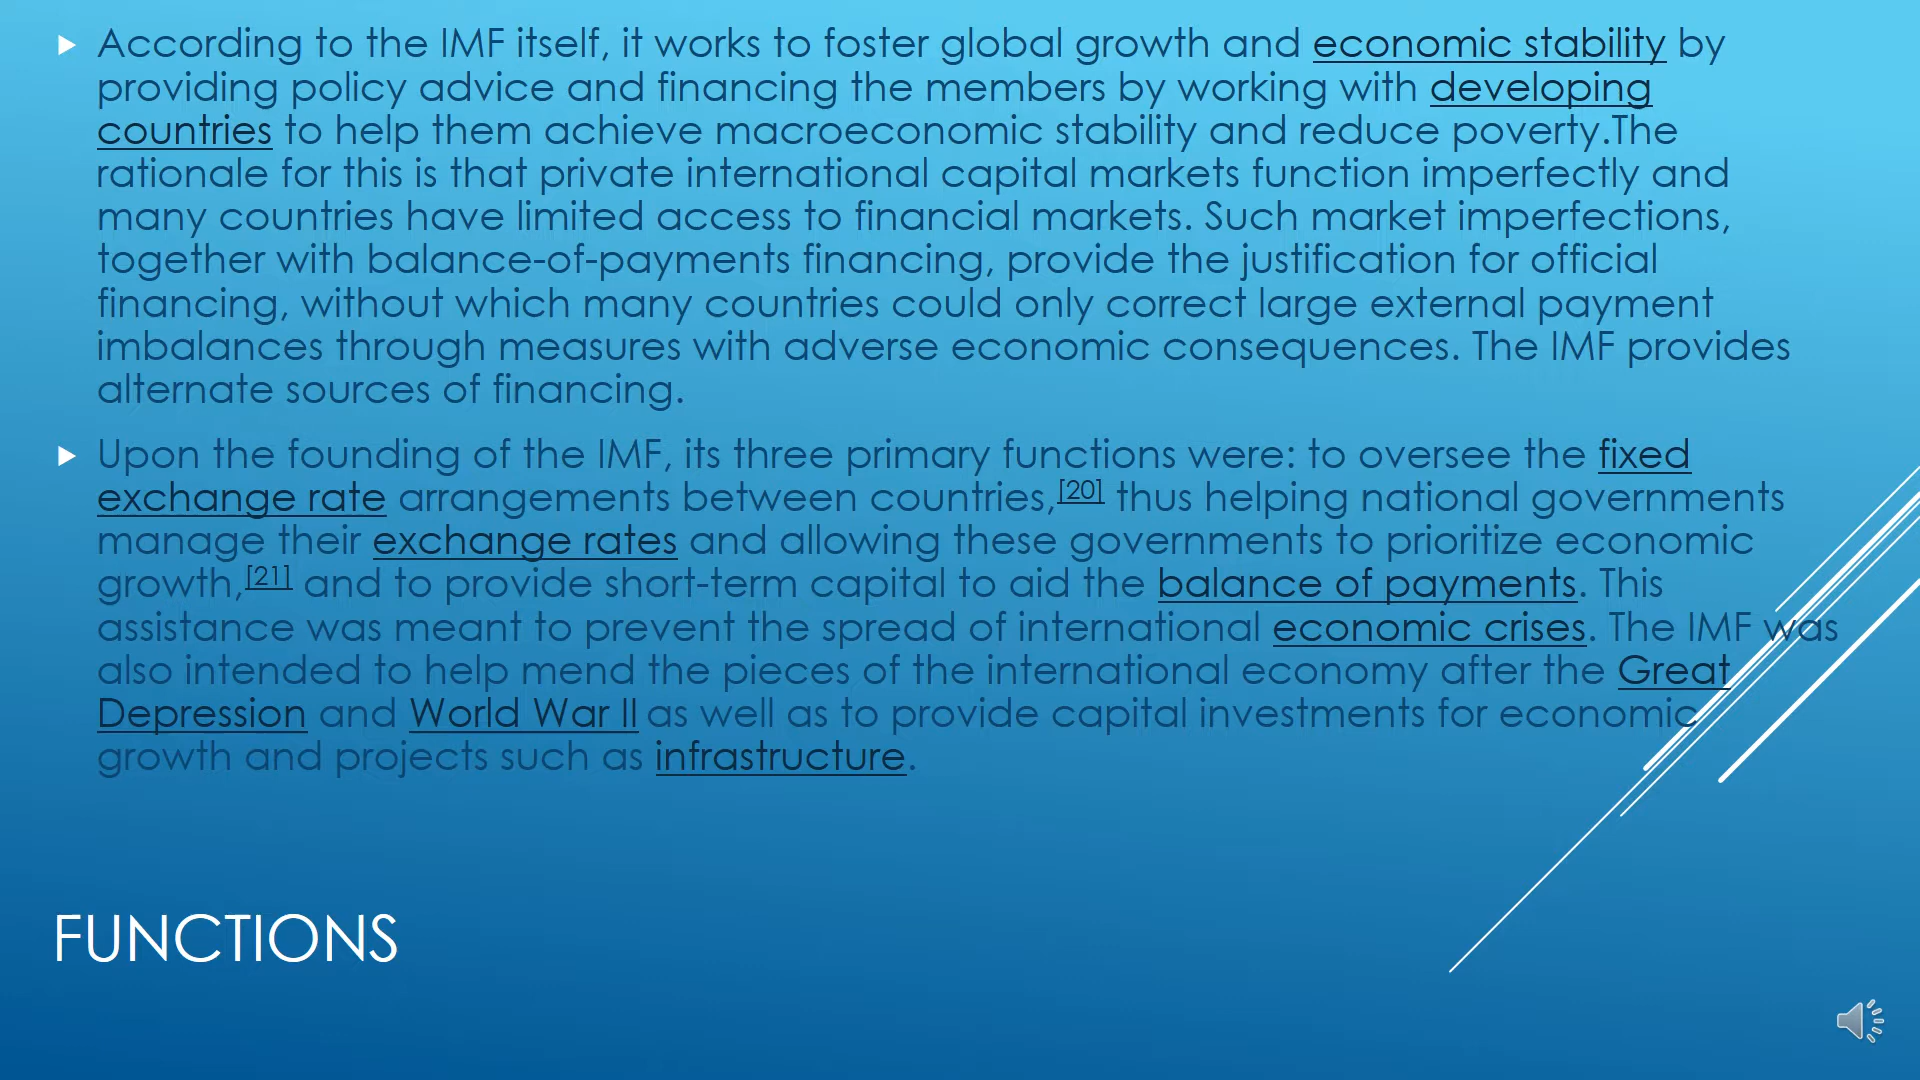 According to the IMF itself, it works to foster global growth and economic stability by
providing policy advice and financing the members by working with developing
countries to help them achieve macroeconomic stability and reduce poverty.The
rationale for this is that private international capital markets function imperfectly and
many countries have limited access to financial markets. Such market imperfections,
together with balance-of-payments financing, provide the justification for official
financing, without which many countries could only correct large external payment
imbalances through measures with adverse economic consequences. The IMF provides
alternate sources of financing.
Upon the founding of the IMF, its three primary functions were: to oversee the fixed
exchange rate arrangements between countries,[20] thus helping national governments
manage their exchange rates and allowing these governments to prioritize economic
growth,[21] and to provide short-term capital to aid the balance of payments. This
assistance was meant to prevent the spread of international economic crises. The IMF was
also intended to help mend the pieces of the international economy after the Great
Depression and World War II as well as to provide capital investments for economic
growth and projects such as infrastructure.
FUNCTIONS